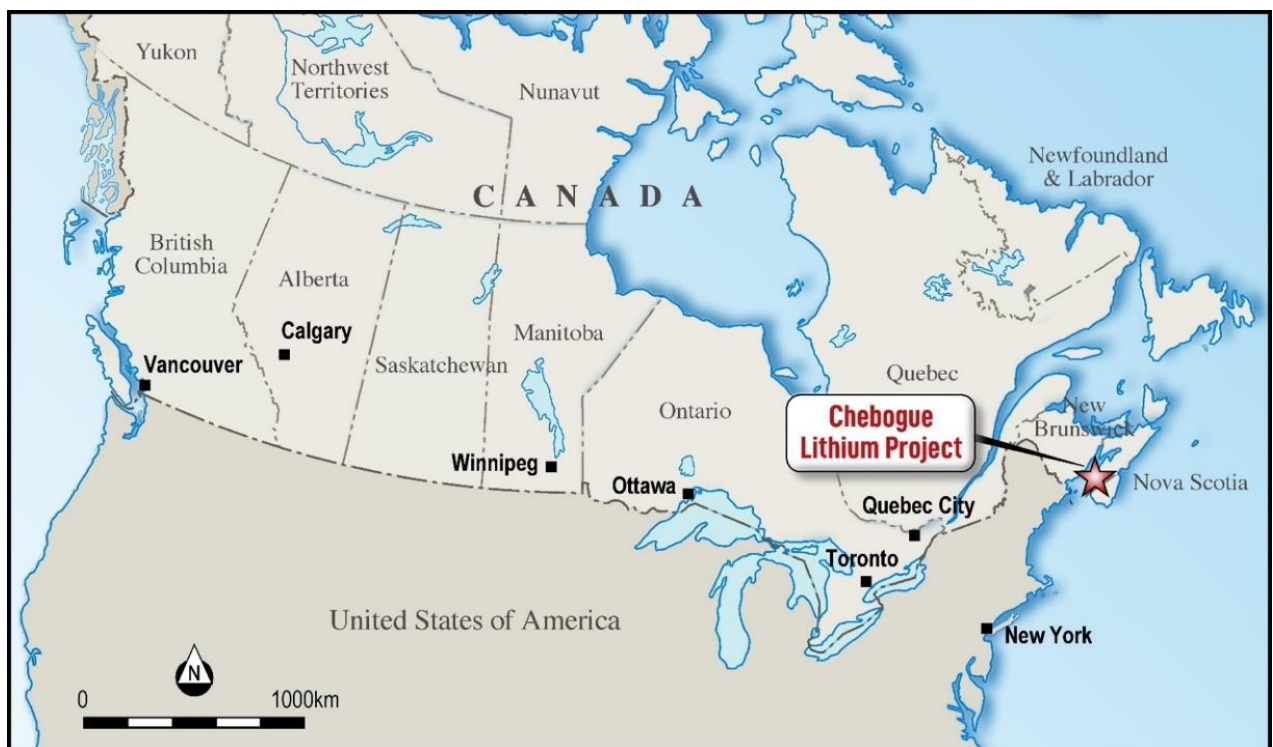 Yukon
Northwest
Territories
Nunavut
Newfoundland
& Labrador
CANADA
British
Columbia
Alberta
Manitoba
Calgary
Saskatchewan
Vancouver
Quebec
Ontario
Chebogue
Lithium Project
New
Brunswick
Winnipeg
Ottawa
Nova Scotia
Quebec City
Toronto
United States of America
New York
N
0
1000km